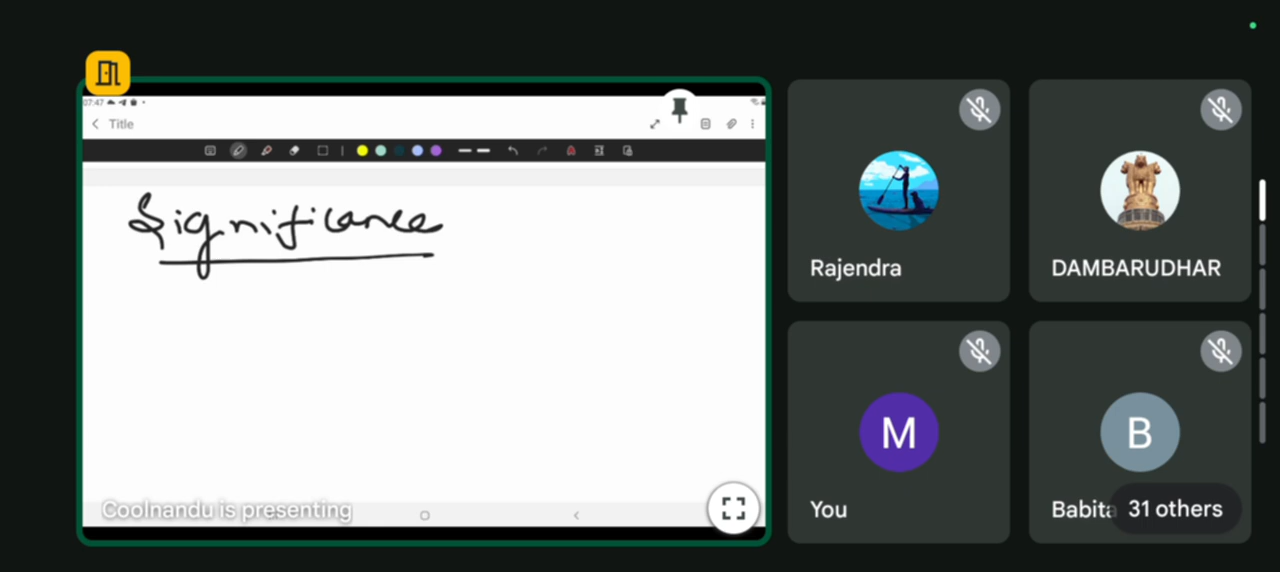 07:47
Title
Significance
Coolnandu is presenting
Rajendra
DAMBARUDHAR
M
You
B
Babita
31 others